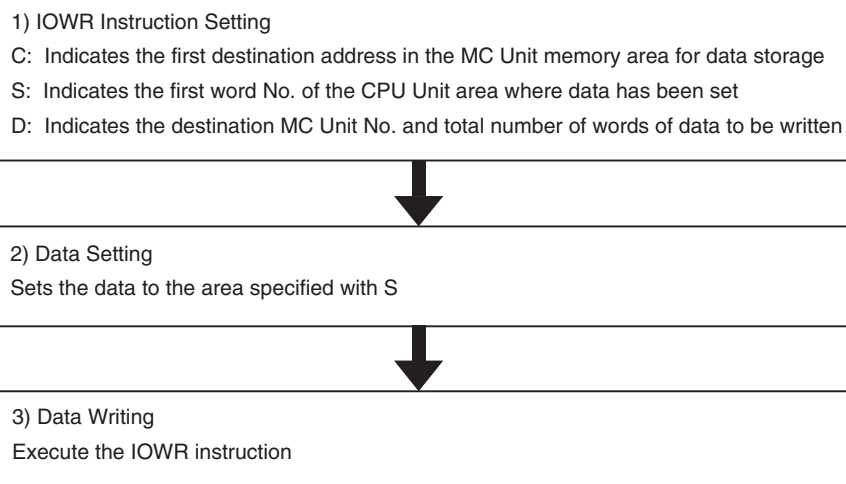 1) IOWR Instruction Setting
C: Indicates the first destination address in the MC Unit memory area for data storage
S: Indicates the first word No. of the CPU Unit area where data has been set
D: Indicates the destination MC Unit No. and total number of words of data to be written
2) Data Setting
Sets the data to the area specified with S
3) Data Writing
Execute the IOWR instruction